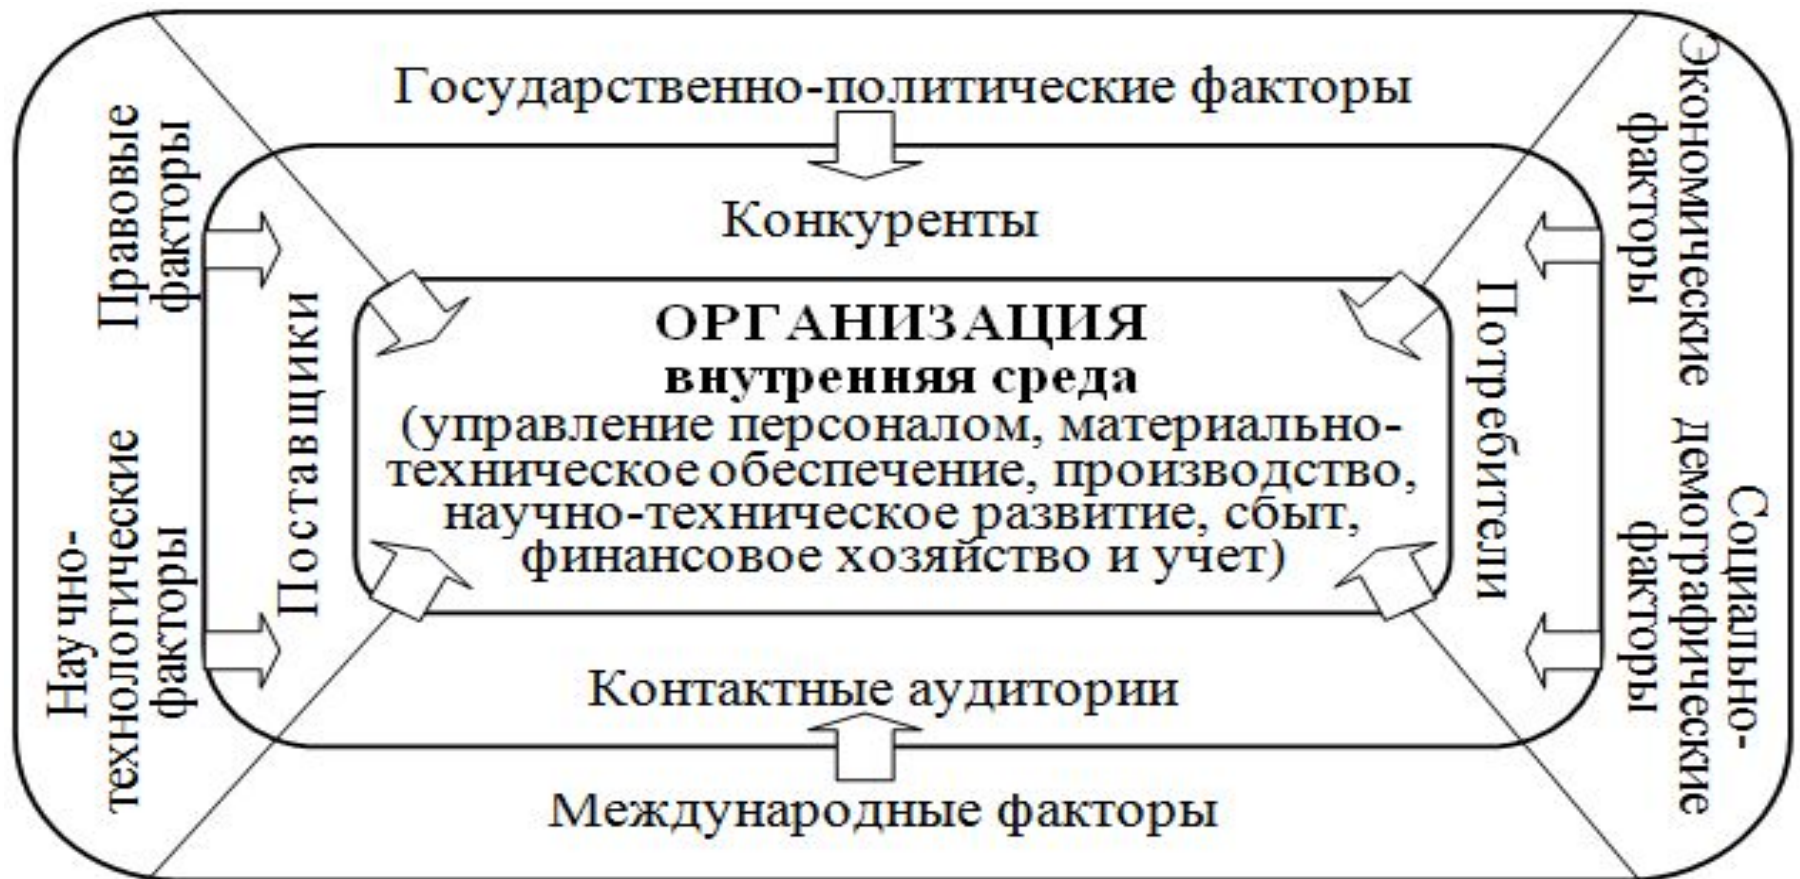 Государственно-политические факторы
Правовые
факторы
Экономические
факторы
Конкуренты
Поставщики
ОРГАНИЗАЦИЯ
внутренняя среда
(управление персоналом, материально-
техническое обеспечение, производство,
научно-техническое развитие, сбыт,
финансовое хозяйство и учет)
Потребители
Научно-
технологические
факторы
Социально-
демографические
факторы
Контактные аудитории
Международные факторы